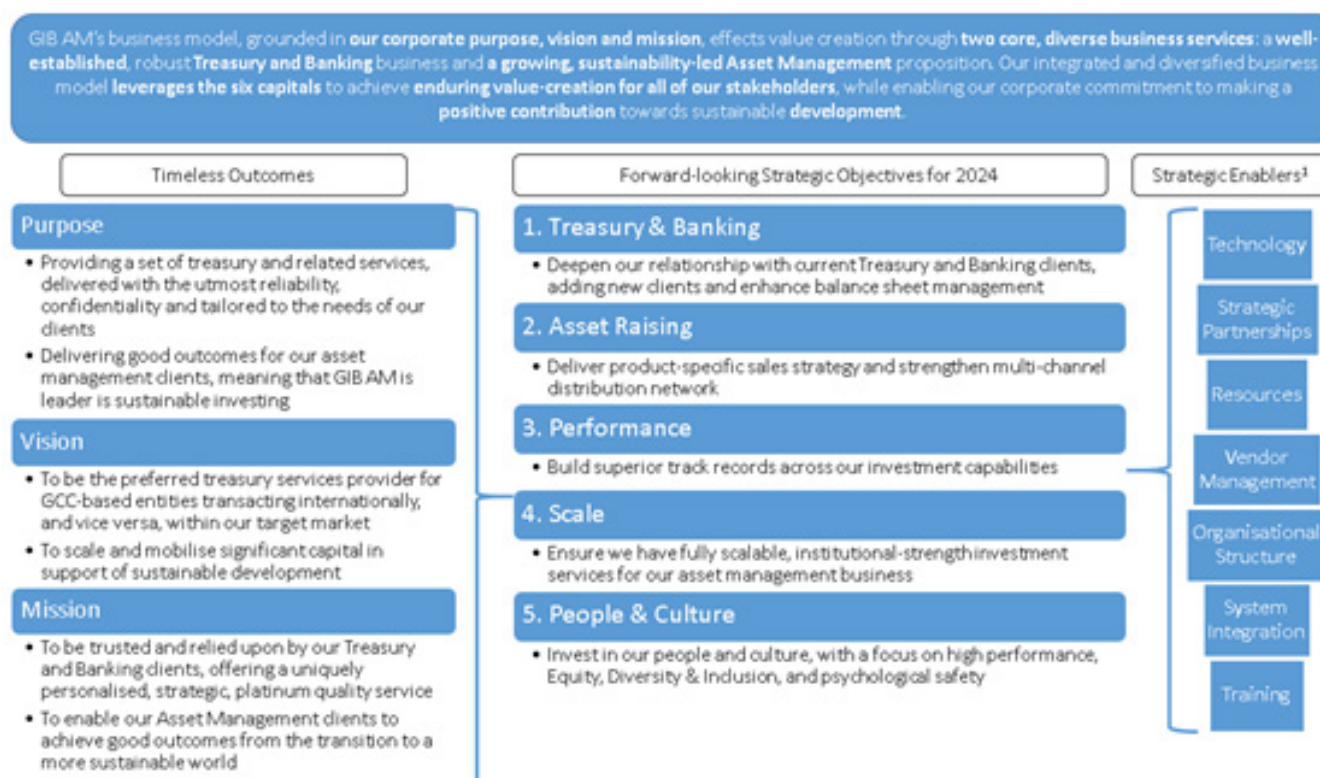 GIB AM's business model, grounded in our corporate purpose, vision and mission, effects value creation through two core, diverse business services: a well-
established, robust Treasury and Banking business and a growing, sustainability-led Asset Management proposition. Our integrated and diversified business
model leverages the six capitals to achieve enduring value-creation for all of our stakeholders, while enabling our corporate commitment to making a
positive contribution towards sustainable development.
Timeless Outcomes
Purpose
• Providing a set of treasury and related services,
delivered with the utmost reliability,
confidentiality and tailored to the needs of our
clients
• Delivering good outcomes for our asset
management clients, meaning that GIB AM is
leader is sustainable investing
Vision
• To be the preferred treasury services provider for
GCC-based entities transacting internationally,
and vice versa, within our target market
• To scale and mobilise significant capital in
support of sustainable development
Mission
• To be trusted and relied upon by our Treasury
and Banking clients, offering a uniquely
personalised, strategic, platinum quality service
• To enable our Asset Management clients to
achieve good outcomes from the transition to a
more sustainable world
Forward-looking Strategic Objectives for 2024
1. Treasury & Banking
• Deepen our relationship with current Treasury and Banking clients,
adding new clients and enhance balance sheet management
2. Asset Raising
• Deliver product-specific sales strategy and strengthen multi-channel
distribution network
3. Performance
• Build superior track records across our investment capabilities
4. Scale
• Ensure we have fully scalable, institutional-strength investment
services for our asset management business
5. People & Culture
• Invest in our people and culture, with a focus on high performance,
Equity, Diversity & Inclusion, and psychological safety
Strategic Enablers¹
Technology
Strategic
Partnerships
Resources
Vendor
Management
Organisational
Structure
System
Integration
Training